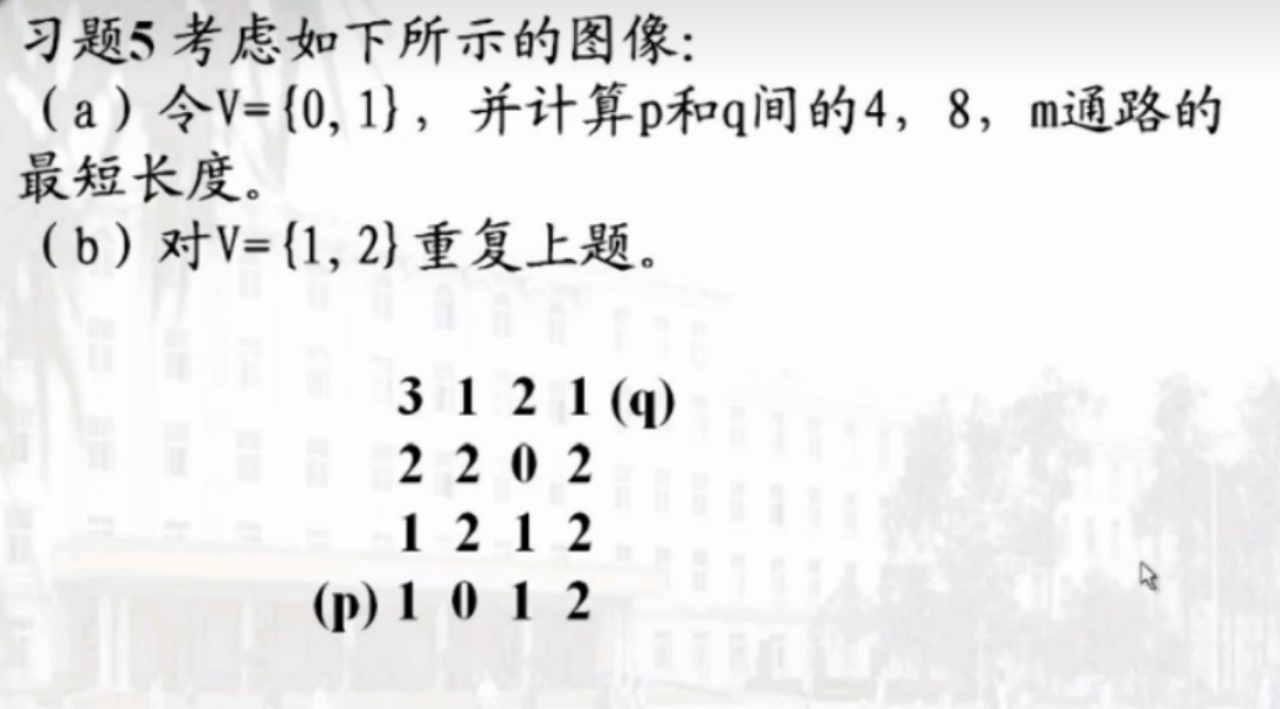 习题5 考虑如下所示的图像:
(a) 令V={0, 1}, 并计算p和q间的4, 8, m通路的
最短长度。
(b) 对V={1, 2}重复上题。
3 1 2 1 (q)
2 2 0 2
1 2 1 2
(p) 1 0 1 2